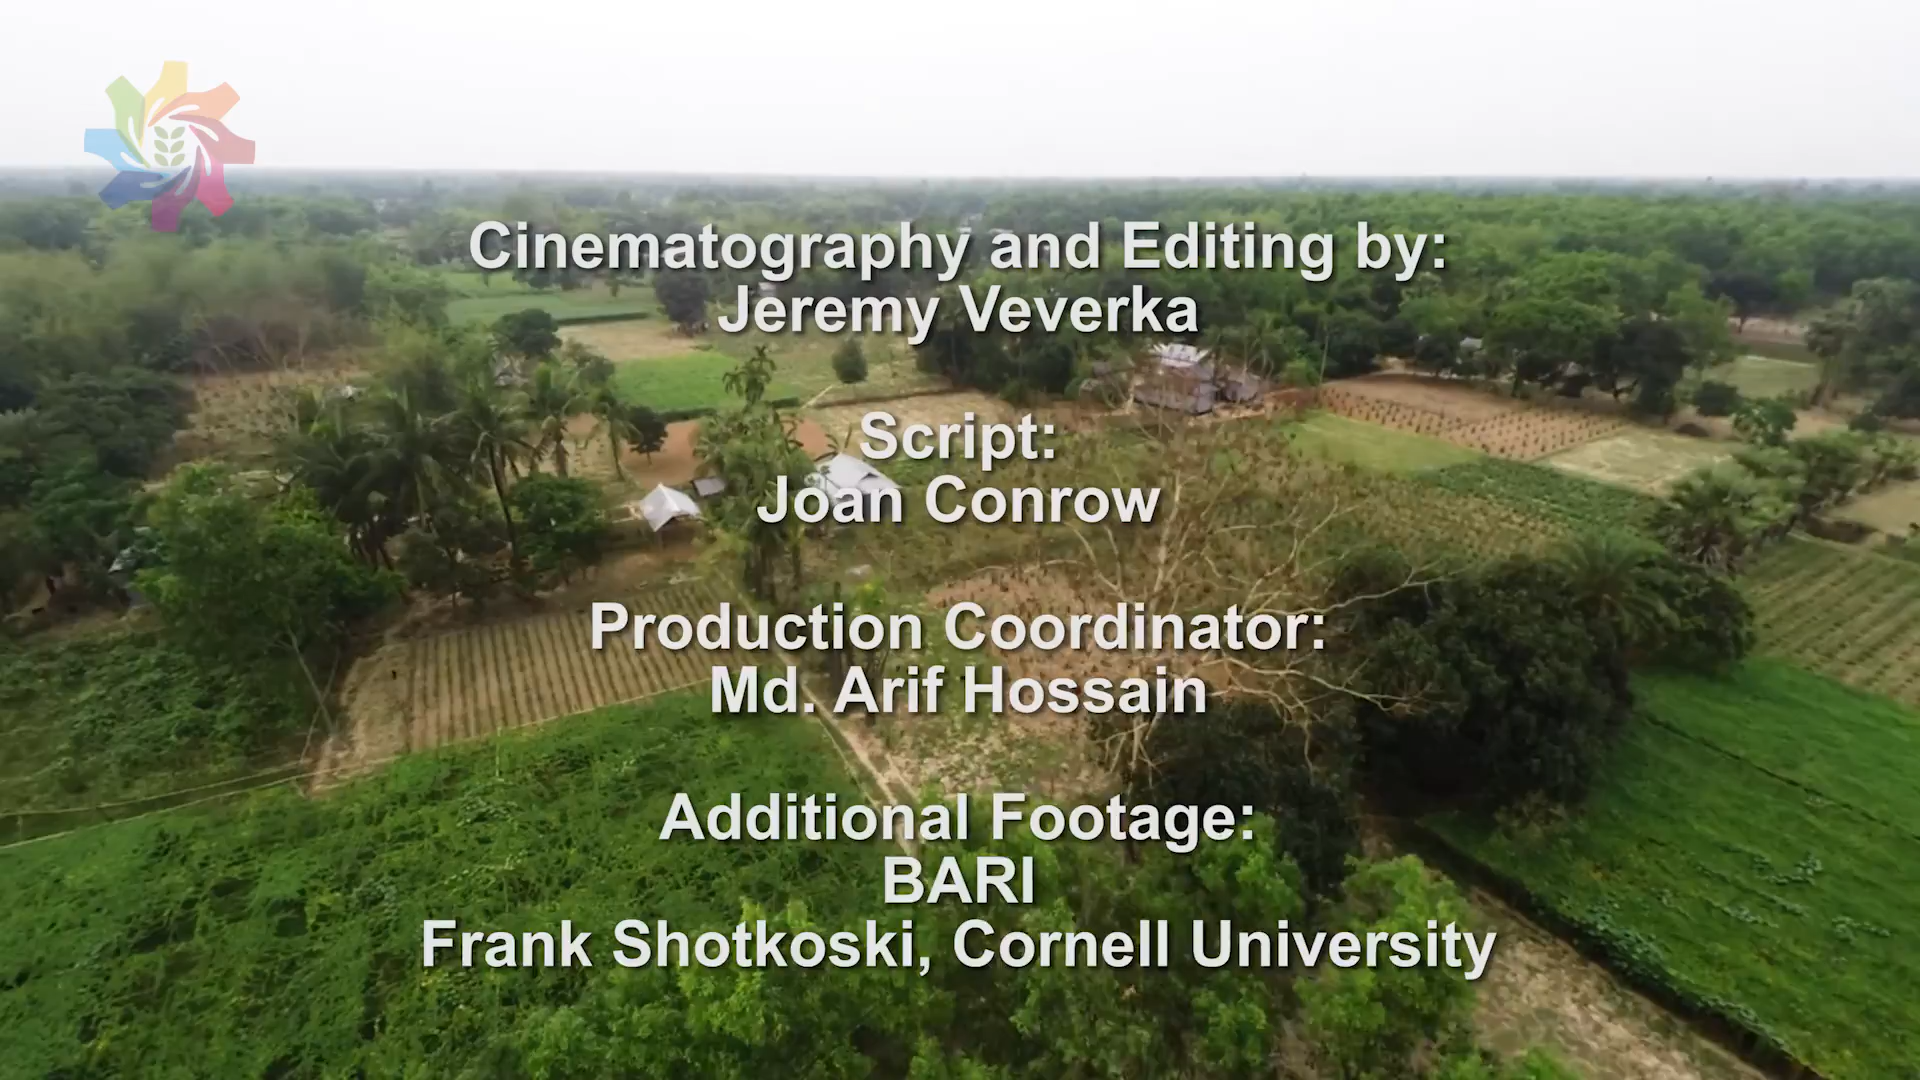 Cinematography and Editing by:
Jeremy Veverka
Script:
Joan Conrow
Production Coordinator:
Md. Arif Hossain
Additional Footage:
BARI
Frank Shotkoski, Cornell University